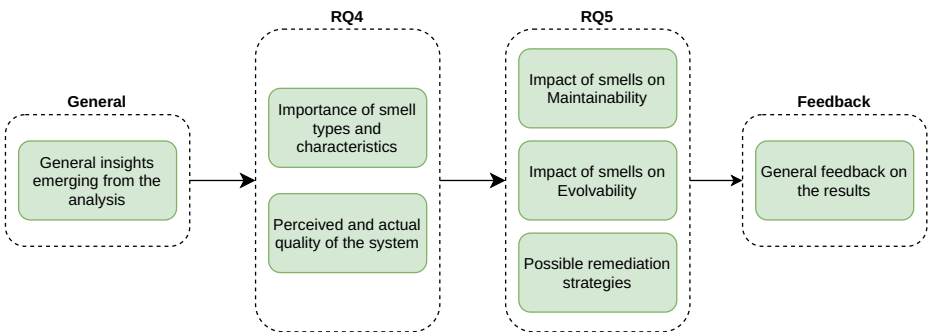 General
General insights
emerging from the
analysis
RQ4
Importance of smell
types and
characteristics
Perceived and actual
quality of the system
RQ5
Impact of smells on
Maintainability
Impact of smells on
Evolvability
Possible remediation
strategies
Feedback
General feedback on
the results